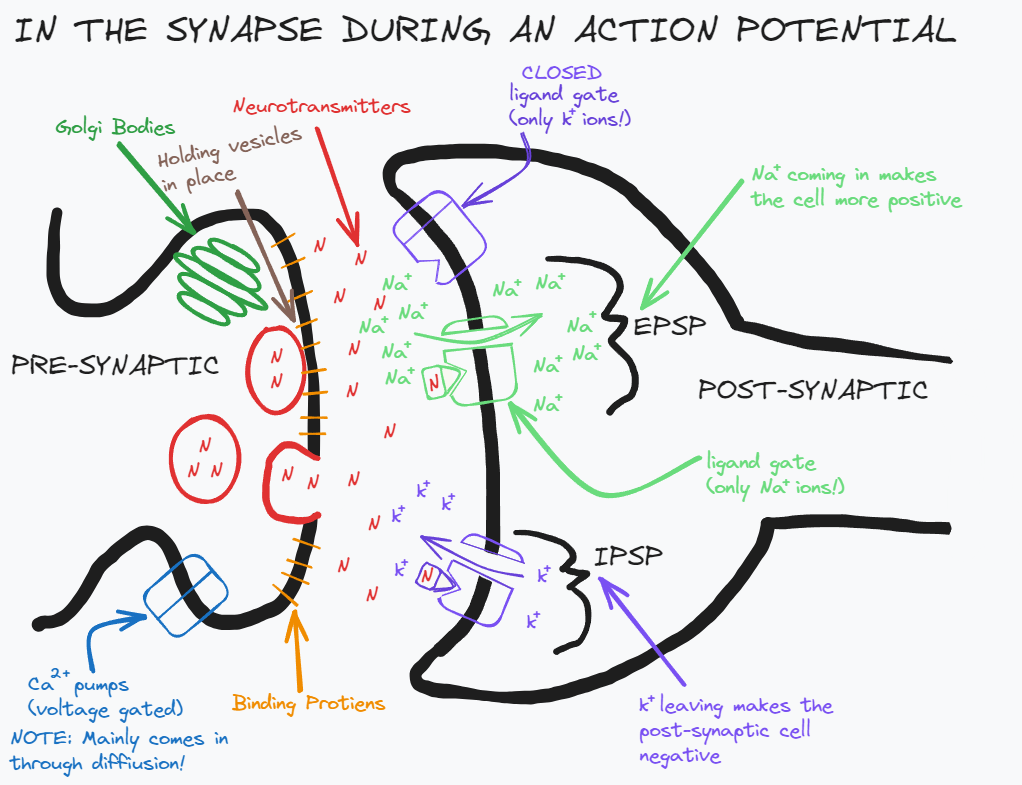 IN THE SYNAPSE DURING AN ACTION POTENTIAL
CLOSED
ligand gate
(only K⁺ ions!)
Neurotransmitters
Golgi Bodies
Holding vesicles
in place
Na⁺ coming in makes
the cell more positive
N
N
N
N
N
N
N
N
N
N
N
N
Na⁺
Na⁺
Na⁺
Na⁺
Na⁺
N
Na⁺
Na⁺
Na⁺
Na⁺
Na⁺
Na⁺
EPSP
PRE-SYNAPTIC
N
N
POST-SYNAPTIC
N
N N
N N
ligand gate
(only Na⁺ ions!)
K⁺
K⁺
K⁺
K⁺
N
K⁺
K⁺
IPSP
Ca²⁺ pumps
(voltage gated)
NOTE: Mainly comes in
through diffiusion!
Binding Protiens
K⁺ leaving makes the
post-synaptic cell
negative